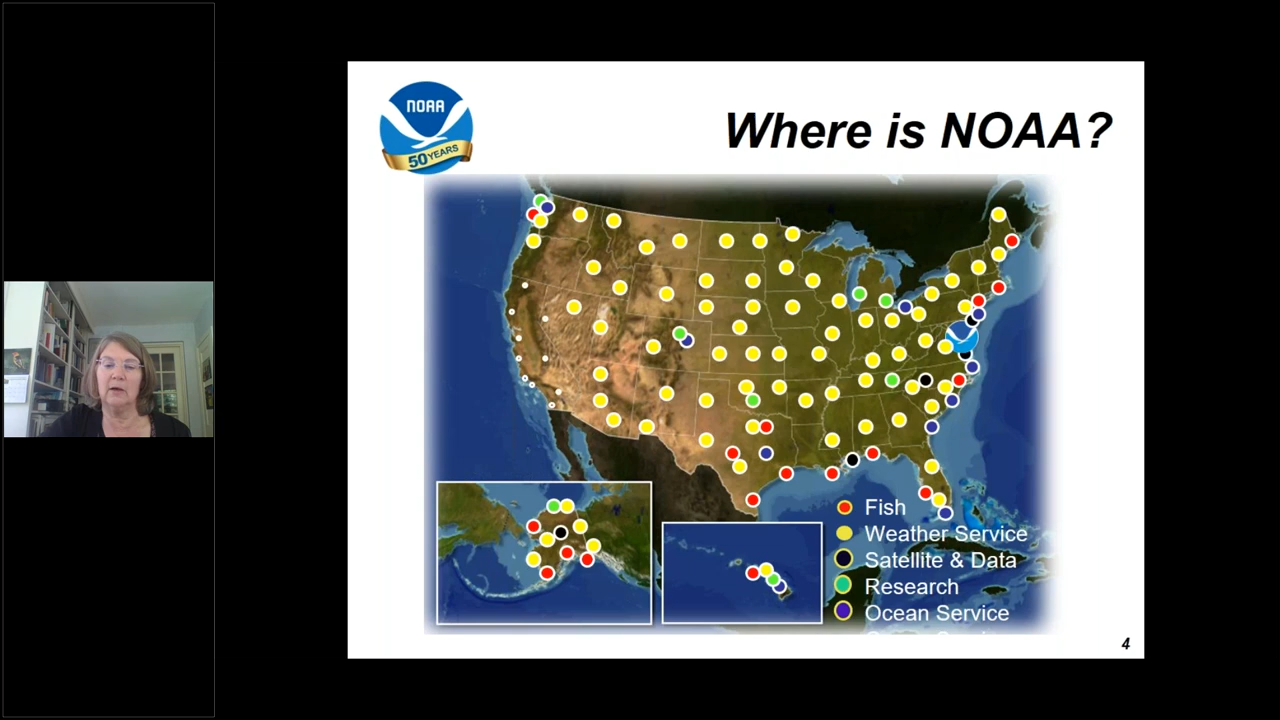 NOAA
50 YEARS
Where is NOAA?
Fish
Weather Service
Satellite & Data
Research
Ocean Service
4